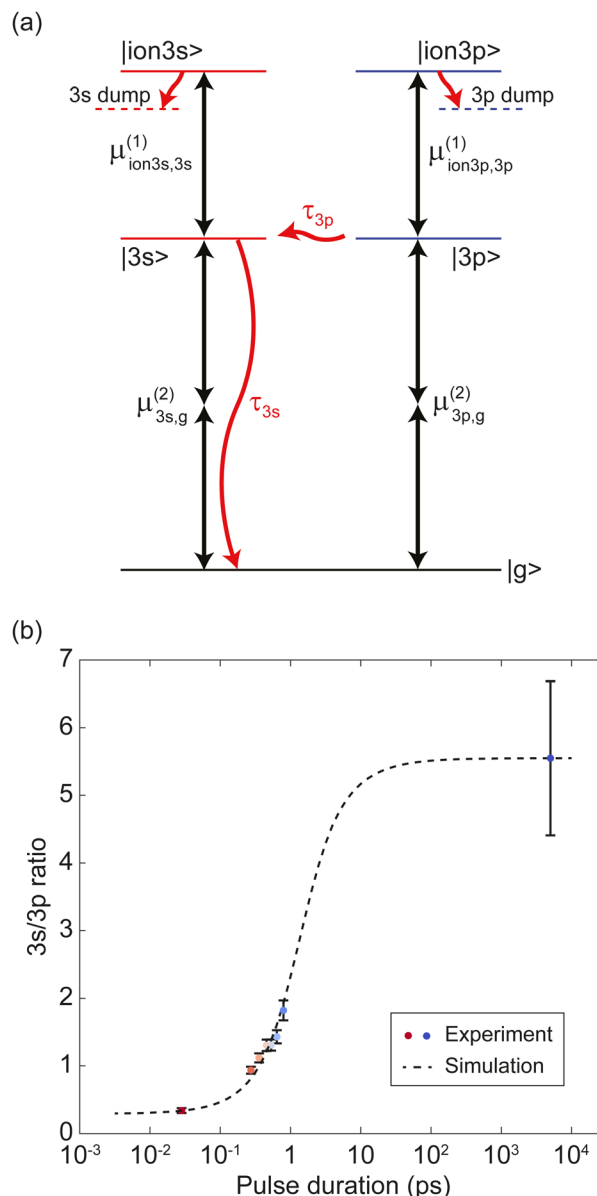 (a)
|ion3s>
|ion3p>
3s dump
3p dump
μ(1)ion3s,3s
μ(1)ion3p,3p
τ3p
|3s>
|3p>
μ(2)3s,g
τ3s
μ(2)3p,g
|g>
(b)
7
6
5
4
3
2
1
0
3s/3p ratio
Experiment
Simulation
10-3
10-2
10-1
1
10
102
103
104
Pulse duration (ps)